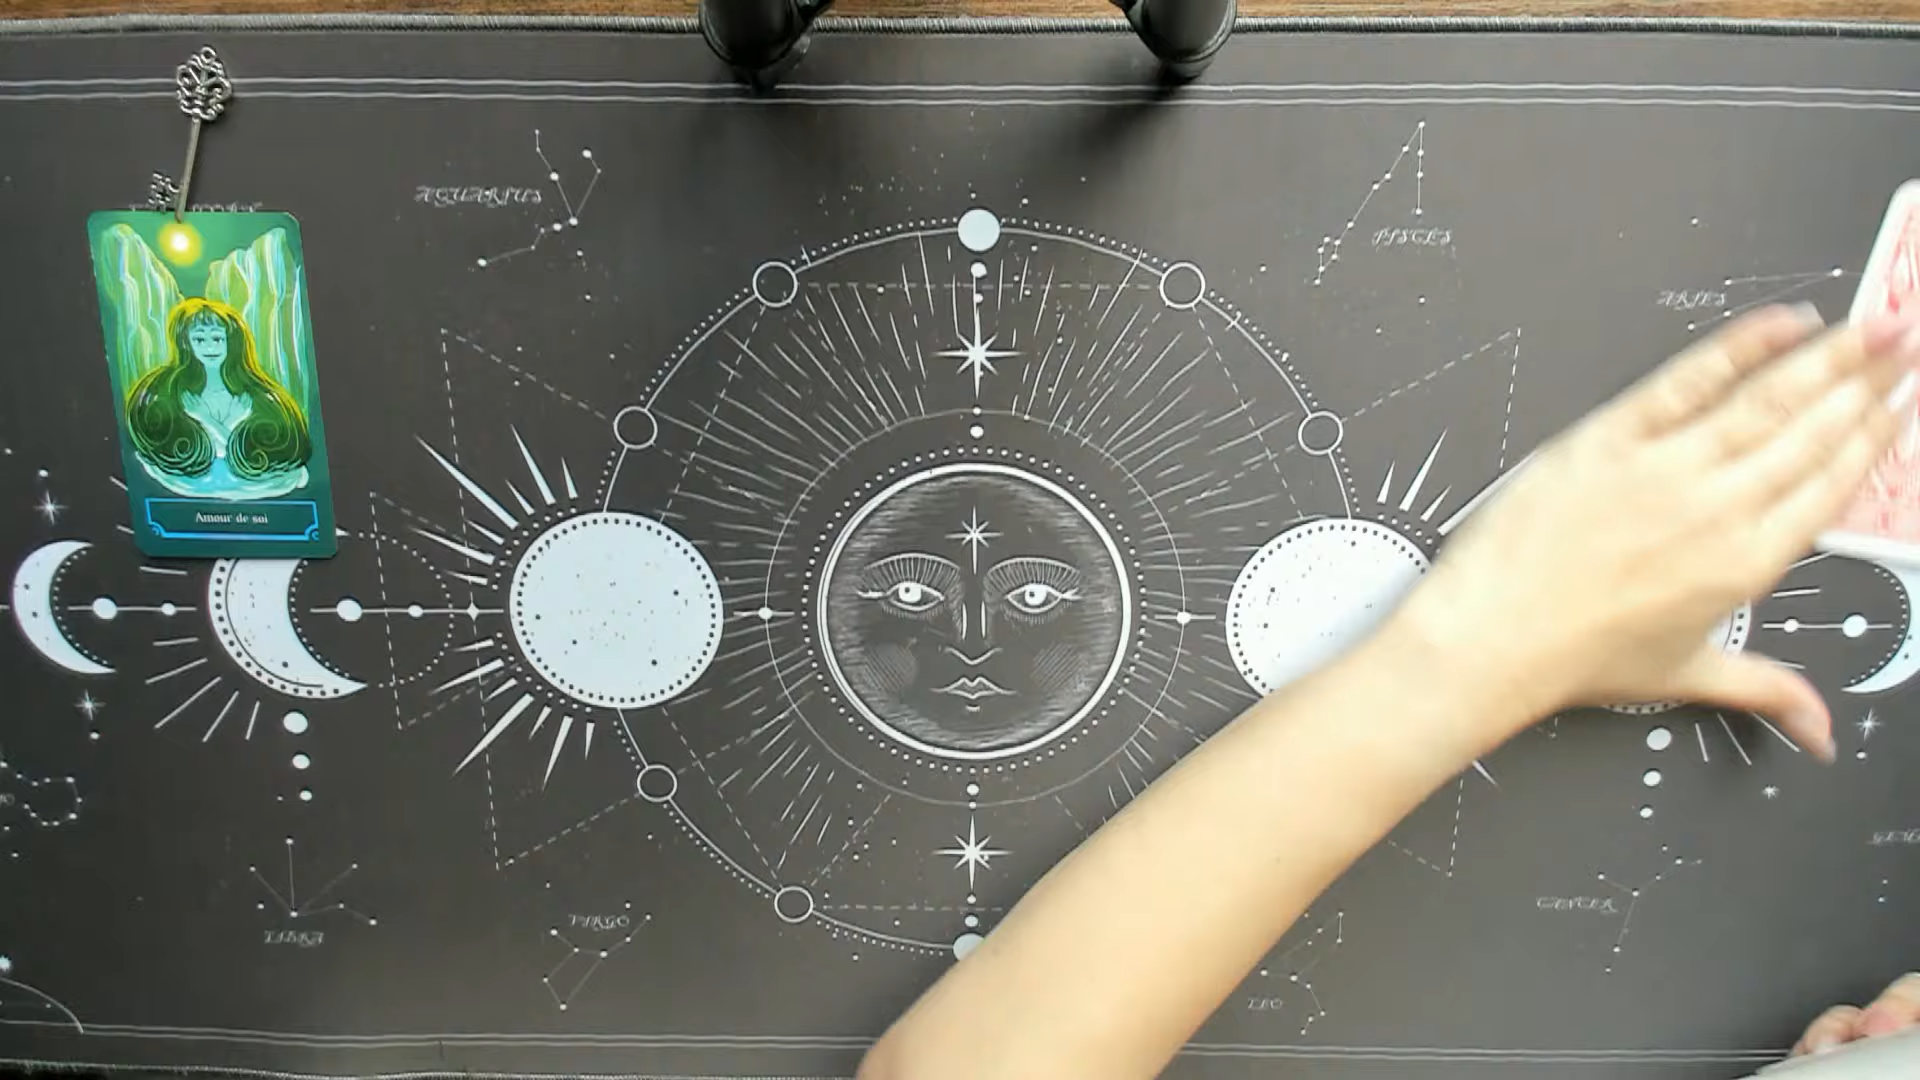 AQUARIUS
PISCES
ARIES
Amour de soi
LIBRA
VIRGO
CANCER
LEO